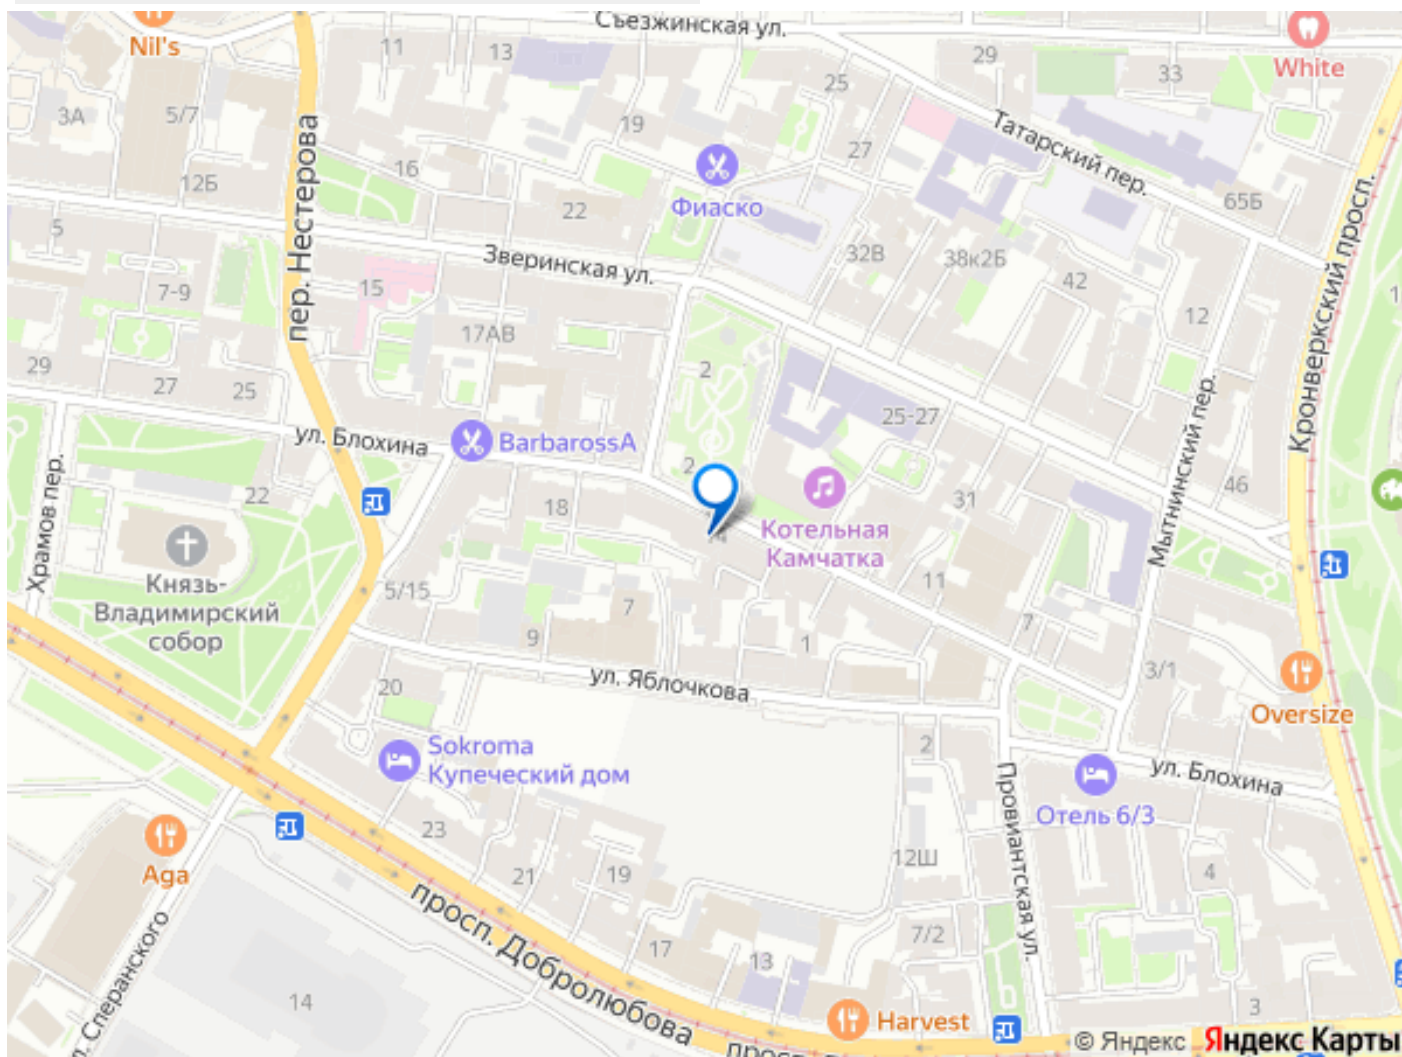 Съезжинская ул.
Nil's
11
13
25
29
33
White
3А
5/7
19
27
Татарский пер.
пер. Нестерова
16
12Б
22
Фиаско
65Б
5
Зверинская ул.
32В
38к2Б
42
7-9
15
17АВ
12
Кронверкский просп.
29
27
25
2
25-27
Мытнинский пер.
ул. Блохина
BarbarossA
2
46
Храмов пер.
22
18
31
Котельная
Камчатка
Князь-
Владимирский
собор
5/15
7
9
11
7
1
3/1
ул. Яблочкова
20
Oversize
Sokroma
Купеческий дом
2
Провиантская ул.
ул. Блохина
Отель 6/3
23
Aga
21
19
12Ш
4
просп. Добролюбова
17
13
7/2
Сперанского
14
Harvest
3
© Яндекс
Яндекс Карты